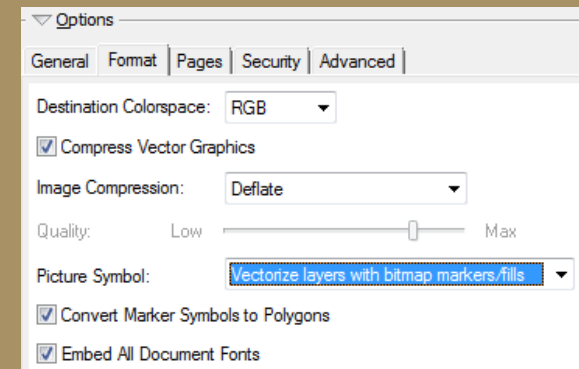 Options
General Format Pages Security Advanced
Destination Colorspace: RGB
Compress Vector Graphics
Image Compression: Deflate
Quality: Low Max
Picture Symbol: Vectorize layers with bitmap markers/fills
Convert Marker Symbols to Polygons
Embed All Document Fonts